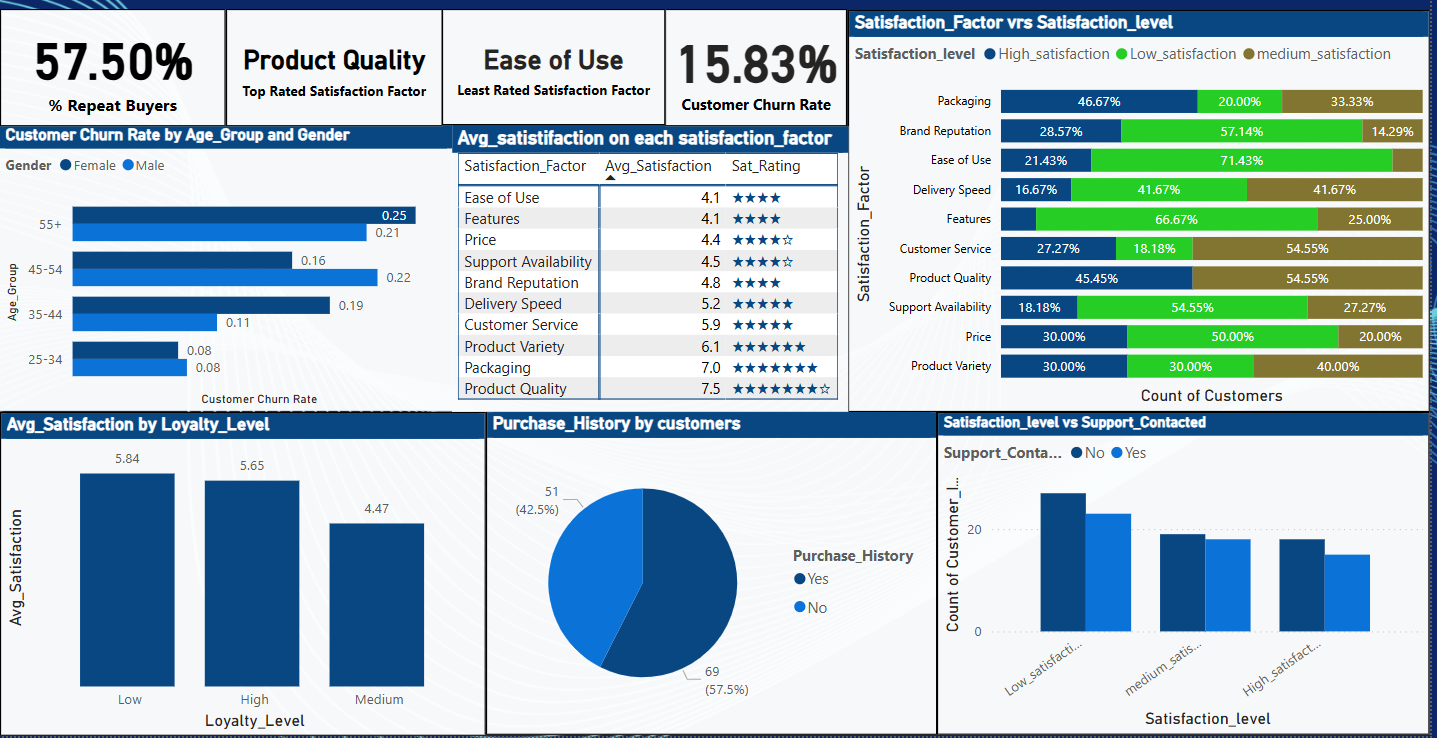 57.50%
% Repeat Buyers
Product Quality
Top Rated Satisfaction Factor
Ease of Use
Least Rated Satisfaction Factor
15.83%
Customer Churn Rate
Customer Churn Rate by Age_Group and Gender
Gender Female Male
Age_Group
55+ 0.25
0.21
45-54 0.16
0.22
35-44 0.19
0.11
25-34 0.08
0.08
Customer Churn Rate
Avg_satistifaction on each satisfaction_factor
Satisfaction_Factor Avg_Satisfaction Sat_Rating
Ease of Use 4.1 ★★★★
Features 4.1 ★★★★
Price 4.4 ★★★★☆
Support Availability 4.5 ★★★★☆
Brand Reputation 4.8 ★★★★
Delivery Speed 5.2 ★★★★★
Customer Service 5.9 ★★★★★
Product Variety 6.1 ★★★★★★
Packaging 7.0 ★★★★★★★
Product Quality 7.5 ★★★★★★★☆
Satisfaction_Factor vrs Satisfaction_level
Satisfaction_level High_satisfaction Low_satisfaction medium_satisfaction
Satisfaction_Factor
Packaging 46.67% 20.00% 33.33%
Brand Reputation 28.57% 57.14% 14.29%
Ease of Use 21.43% 71.43%
Delivery Speed 16.67% 41.67% 41.67%
Features 66.67% 25.00%
Customer Service 27.27% 18.18% 54.55%
Product Quality 45.45% 54.55%
Support Availability 18.18% 54.55% 27.27%
Price 30.00% 50.00% 20.00%
Product Variety 30.00% 30.00% 40.00%
Count of Customers
Avg_Satisfaction by Loyalty_Level
Avg_Satisfaction
5.84
5.65
4.47
Low High Medium
Loyalty_Level
Purchase_History by customers
51
(42.5%)
69
(57.5%)
Purchase_History
Yes
No
Satisfaction_level vs Support_Contacted
Support_Conta... No Yes
Count of Customer_I...
20
0
Low_satisfacti...
medium_satis...
High_satisfact...
Satisfaction_level